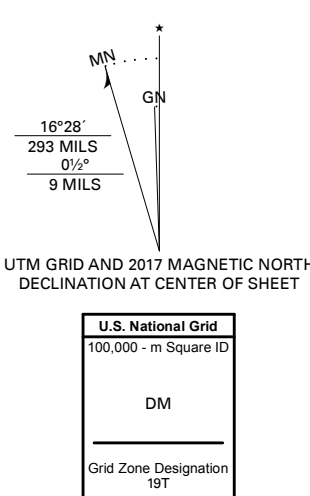 ★
MN
GN
16°28´
293 MILS
0½°
9 MILS
UTM GRID AND 2017 MAGNETIC NORTH
DECLINATION AT CENTER OF SHEET
U.S. National Grid
100,000 - m Square ID
DM
Grid Zone Designation
19T